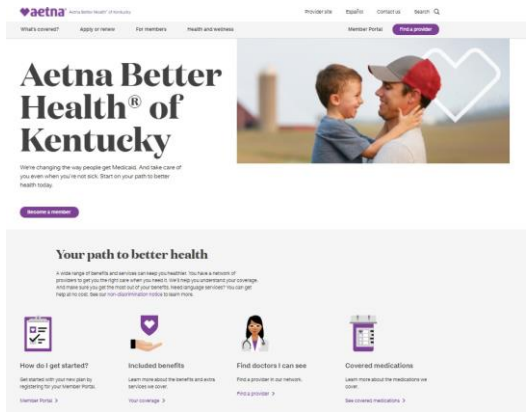 aetna Aetna Better Health® of Kentucky
Provider site Español Contact us Search
What's covered? Apply or renew For members Health and wellness Member Portal Find a provider
Aetna Better
Health® of
Kentucky
We're changing the way people get Medicaid. And take care of
you even when you're not sick. Start on your path to better
health today.
Become a member
Your path to better health
A wide range of benefits and services can keep you healthier. You have a network of
providers to get you the right care when you need it. We'll help you understand your coverage.
And make sure you get the most out of your benefits. Need language services? You can get
help at no cost. See our non-discrimination notice to learn more.
How do I get started?
Get started with your new plan by
registering for your Member Portal.
Member Portal >
Included benefits
Learn more about the benefits and extra
services we cover.
Your coverage >
Find doctors I can see
Find a provider in our network.
Find a provider >
Covered medications
Learn more about the medications we
cover.
See covered medications >